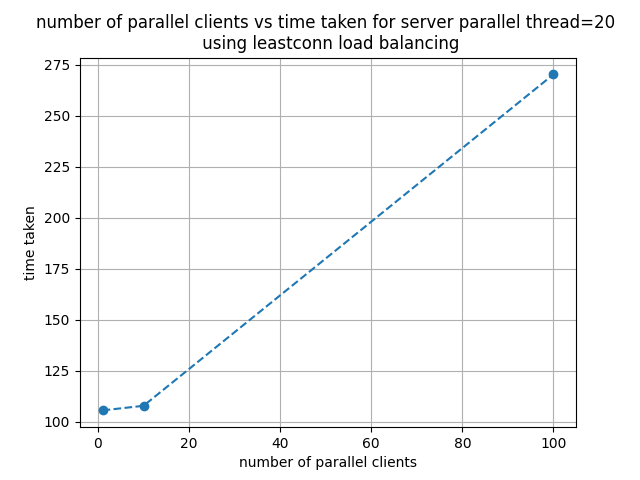 number of parallel clients vs time taken for server parallel thread=20
using leastconn load balancing
275
250
225
200
175
150
125
100
time taken
0 20 40 60 80 100
number of parallel clients